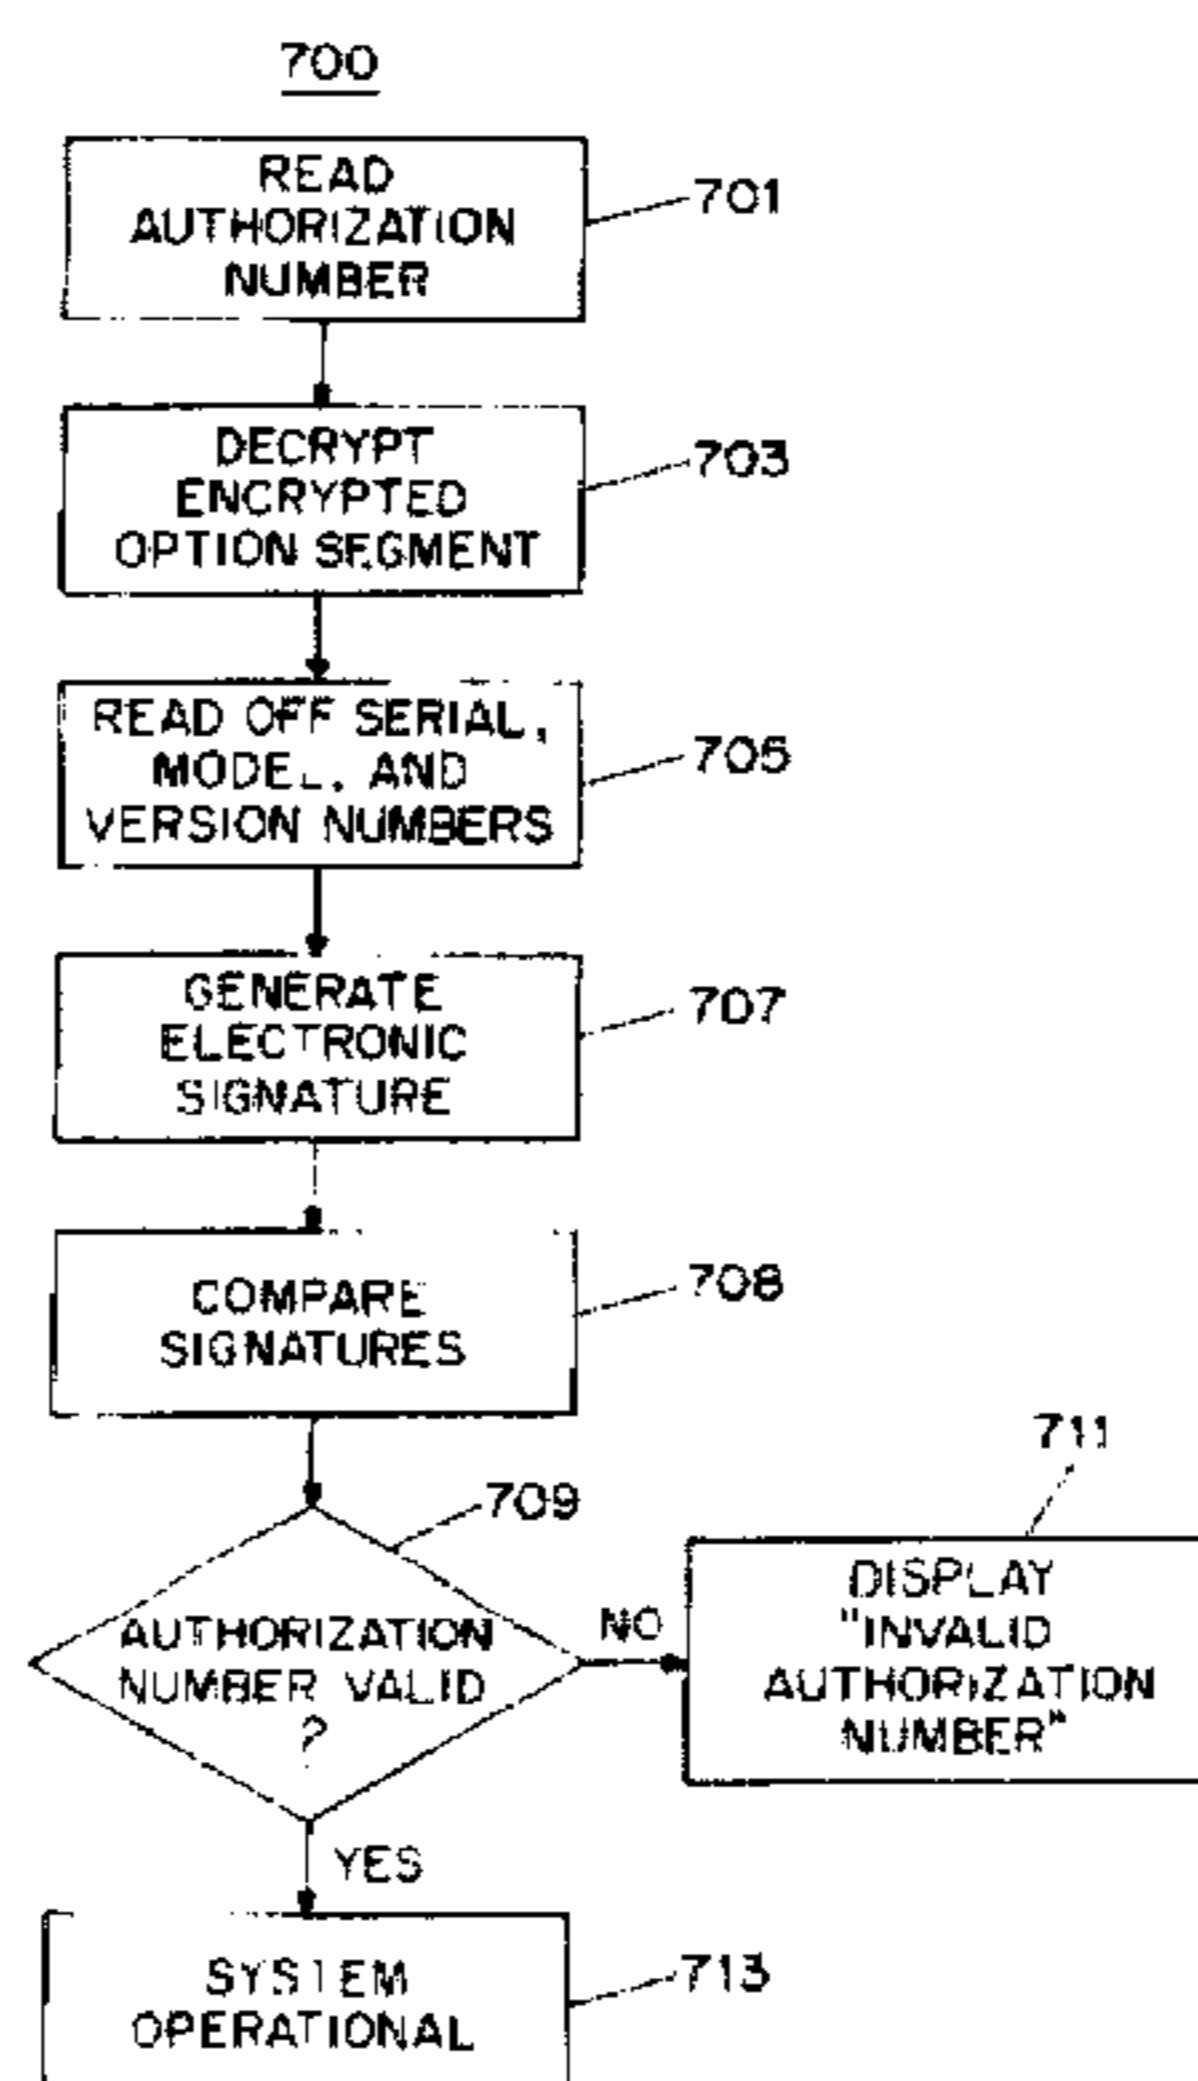 700
READ
AUTHORIZATION
NUMBER
701
DECRYPT
ENCRYPTED
OPTION SEGMENT
703
READ OFF SERIAL,
MODEL, AND
VERSION NUMBERS
705
GENERATE
ELECTRONIC
SIGNATURE
707
COMPARE
SIGNATURES
708
709
AUTHORIZATION
NUMBER VALID
?
NO
711
DISPLAY
"INVALID
AUTHORIZATION
NUMBER"
YES
SYSTEM
OPERATIONAL
713